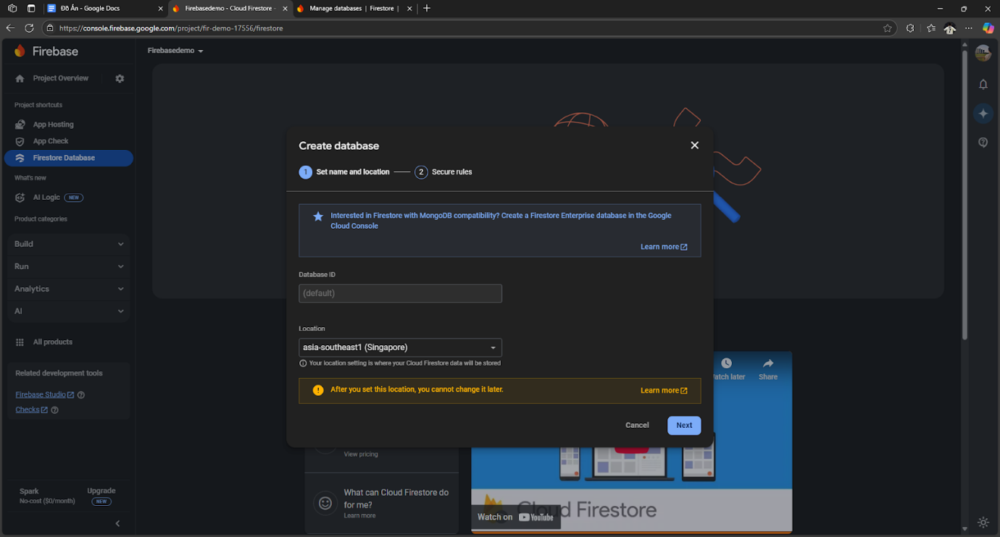 Đồ Án - Google Docs
Firebasedemo - Cloud Firestore -
Manage databases | Firestore |
https://console.firebase.google.com/project/fir-demo-17556/firestore
Firebase
Firebasedemo
Project Overview
Project shortcuts
App Hosting
App Check
Firestore Database
What's new
AI Logic NEW
Product categories
Build
Run
Analytics
AI
All products
Related development tools
Firebase Studio
Checks
Spark
No-cost ($0/month)
Upgrade
NEW
Create database
1 Set name and location
2 Secure rules
Interested in Firestore with MongoDB compatibility? Create a Firestore Enterprise database in the Google
Cloud Console
Learn more
Database ID
(default)
Location
asia-southeast1 (Singapore)
Your location setting is where your Cloud Firestore data will be stored
After you set this location, you cannot change it later.
Learn more
Cancel
Next
View pricing
What can Cloud Firestore do
for me?
Learn more
later
Share
Firestore
Watch on YouTube